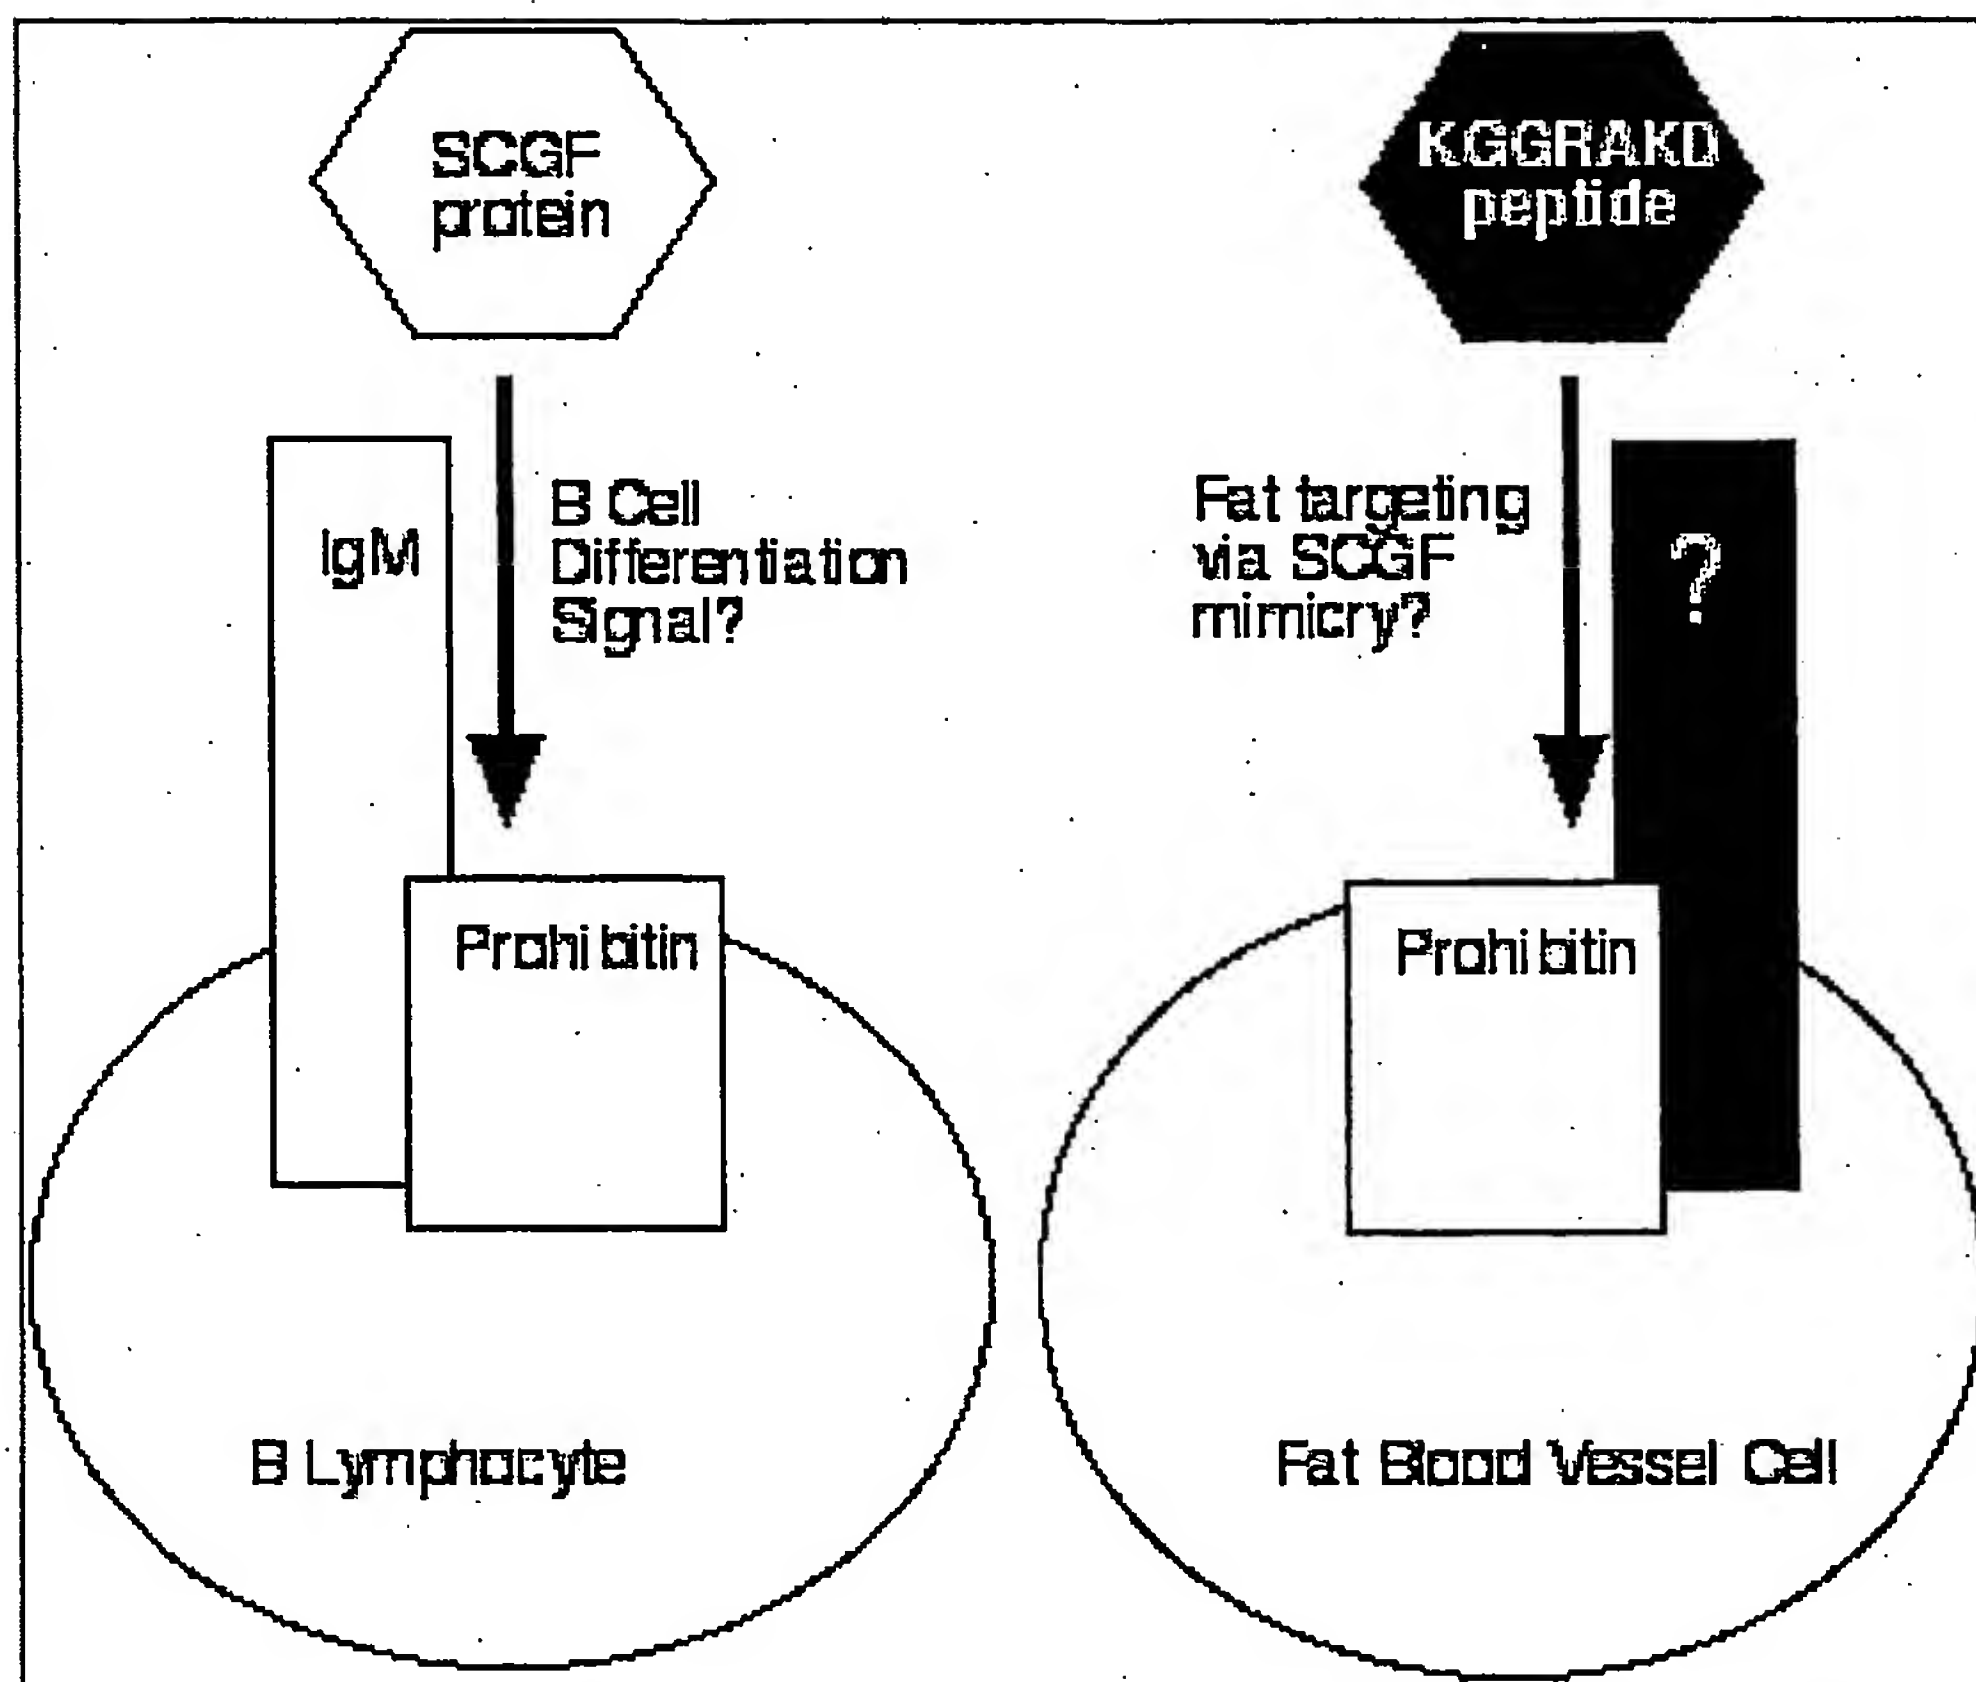 SCGF
protein
KGGRAKD
peptide
IgM
B Cell
Differentiation
Signal?
Fat targeting
via SCGF
mimicry?
?
Prohibitin
Prohibitin
B Lymphocyte
Fat Blood Vessel Cell